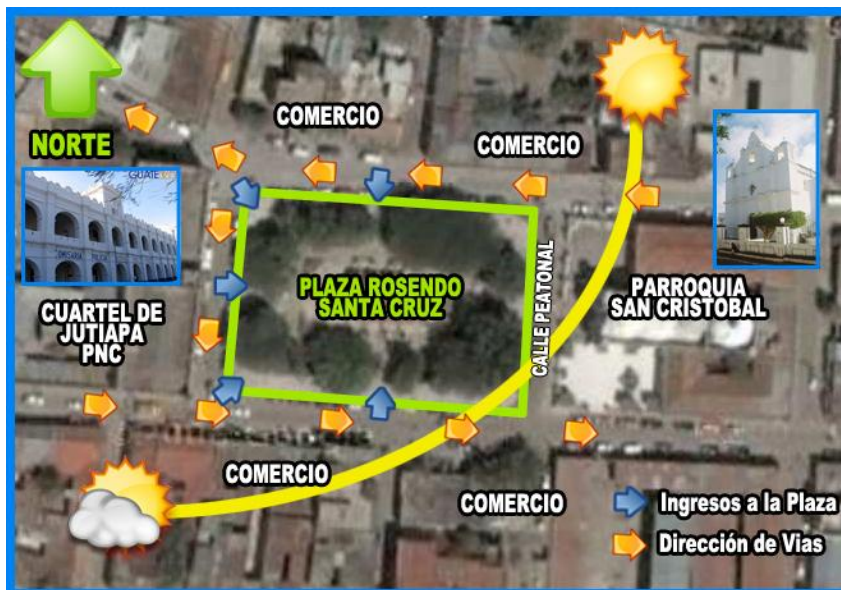 COMERCIO
COMERCIO
NORTE
PLAZA ROSENDO
SANTA CRUZ
CALLE PEATONAL
PARROQUIA
SAN CRISTOBAL
CUARTEL DE
JUTIAPA
PNC
COMERCIO
COMERCIO
Ingresos a la Plaza
Dirección de Vias